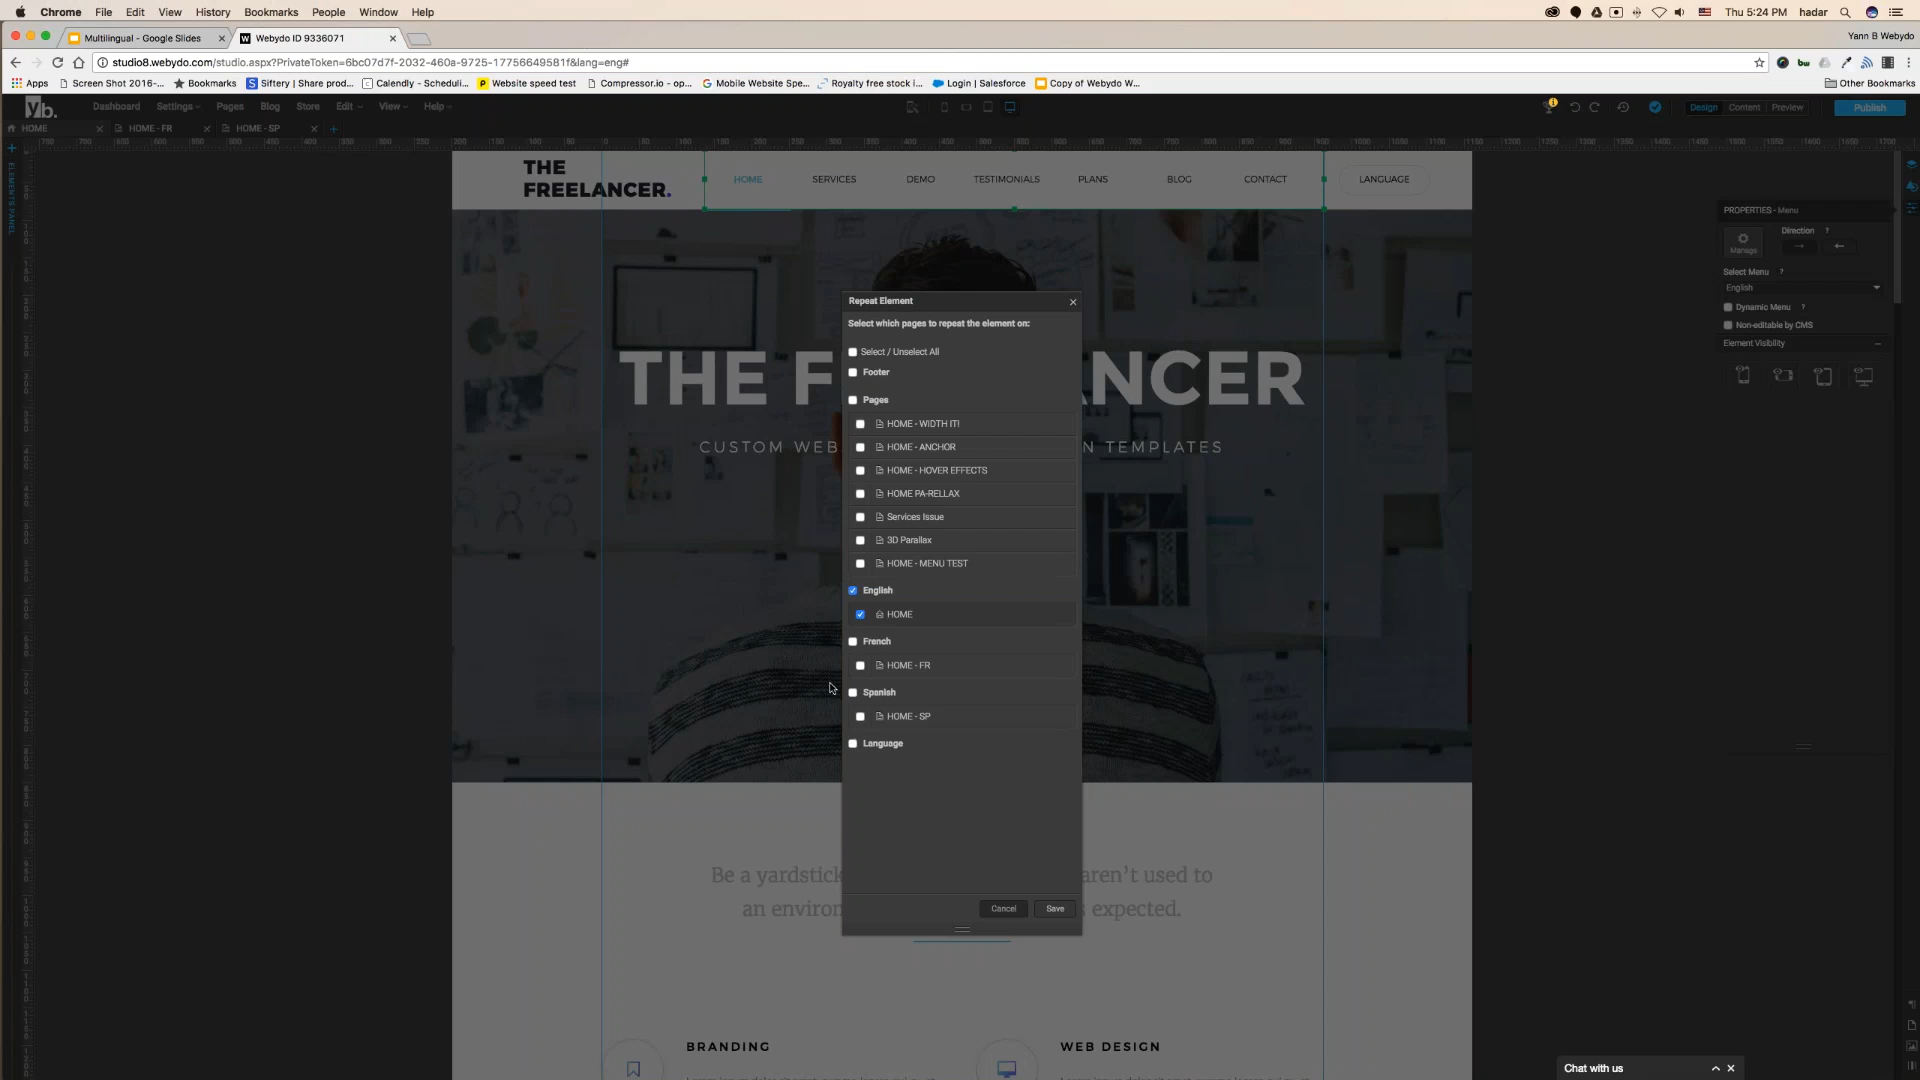 Chrome File Edit View History Bookmarks People Window Help Thu 5:24 PM hadar
Multilingual - Google Slides Webydo ID 9336071 Yann B Webydo
studio8.webydo.com/studio.aspx?PrivateToken=6bc07d7f-2032-460a-9725-17756649581f&lang=eng#
Apps Screen Shot 2016-... Bookmarks Siftery | Share prod... Calendly - Scheduli... Website speed test Compressor.io - op... Mobile Website Spe... Royalty free stock i... Login | Salesforce Copy of Webydo W... Other Bookmarks
yb. Dashboard Settings Pages Blog Store Edit View Help Design Content Preview Publish
HOME HOME - FR HOME - SP
ELEMENTS PANEL
THE
FREELANCER.
HOME SERVICES DEMO TESTIMONIALS PLANS BLOG CONTACT LANGUAGE
PROPERTIES - Menu
Manage
Direction ?
Select Menu ?
English
Dynamic Menu ?
Non-editable by CMS
Element Visibility
THE F NCER
CUSTOM WEB N TEMPLATES
Repeat Element
Select which pages to repeat the element on:
Select / Unselect All
Footer
Pages
HOME - WIDTH IT!
HOME - ANCHOR
HOME - HOVER EFFECTS
HOME PA-RELLAX
Services Issue
3D Parallax
HOME - MENU TEST
English
HOME
French
HOME - FR
Spanish
HOME - SP
Language
Cancel Save
Be a yardstick aren't used to
an environ expected.
BRANDING
WEB DESIGN
Chat with us